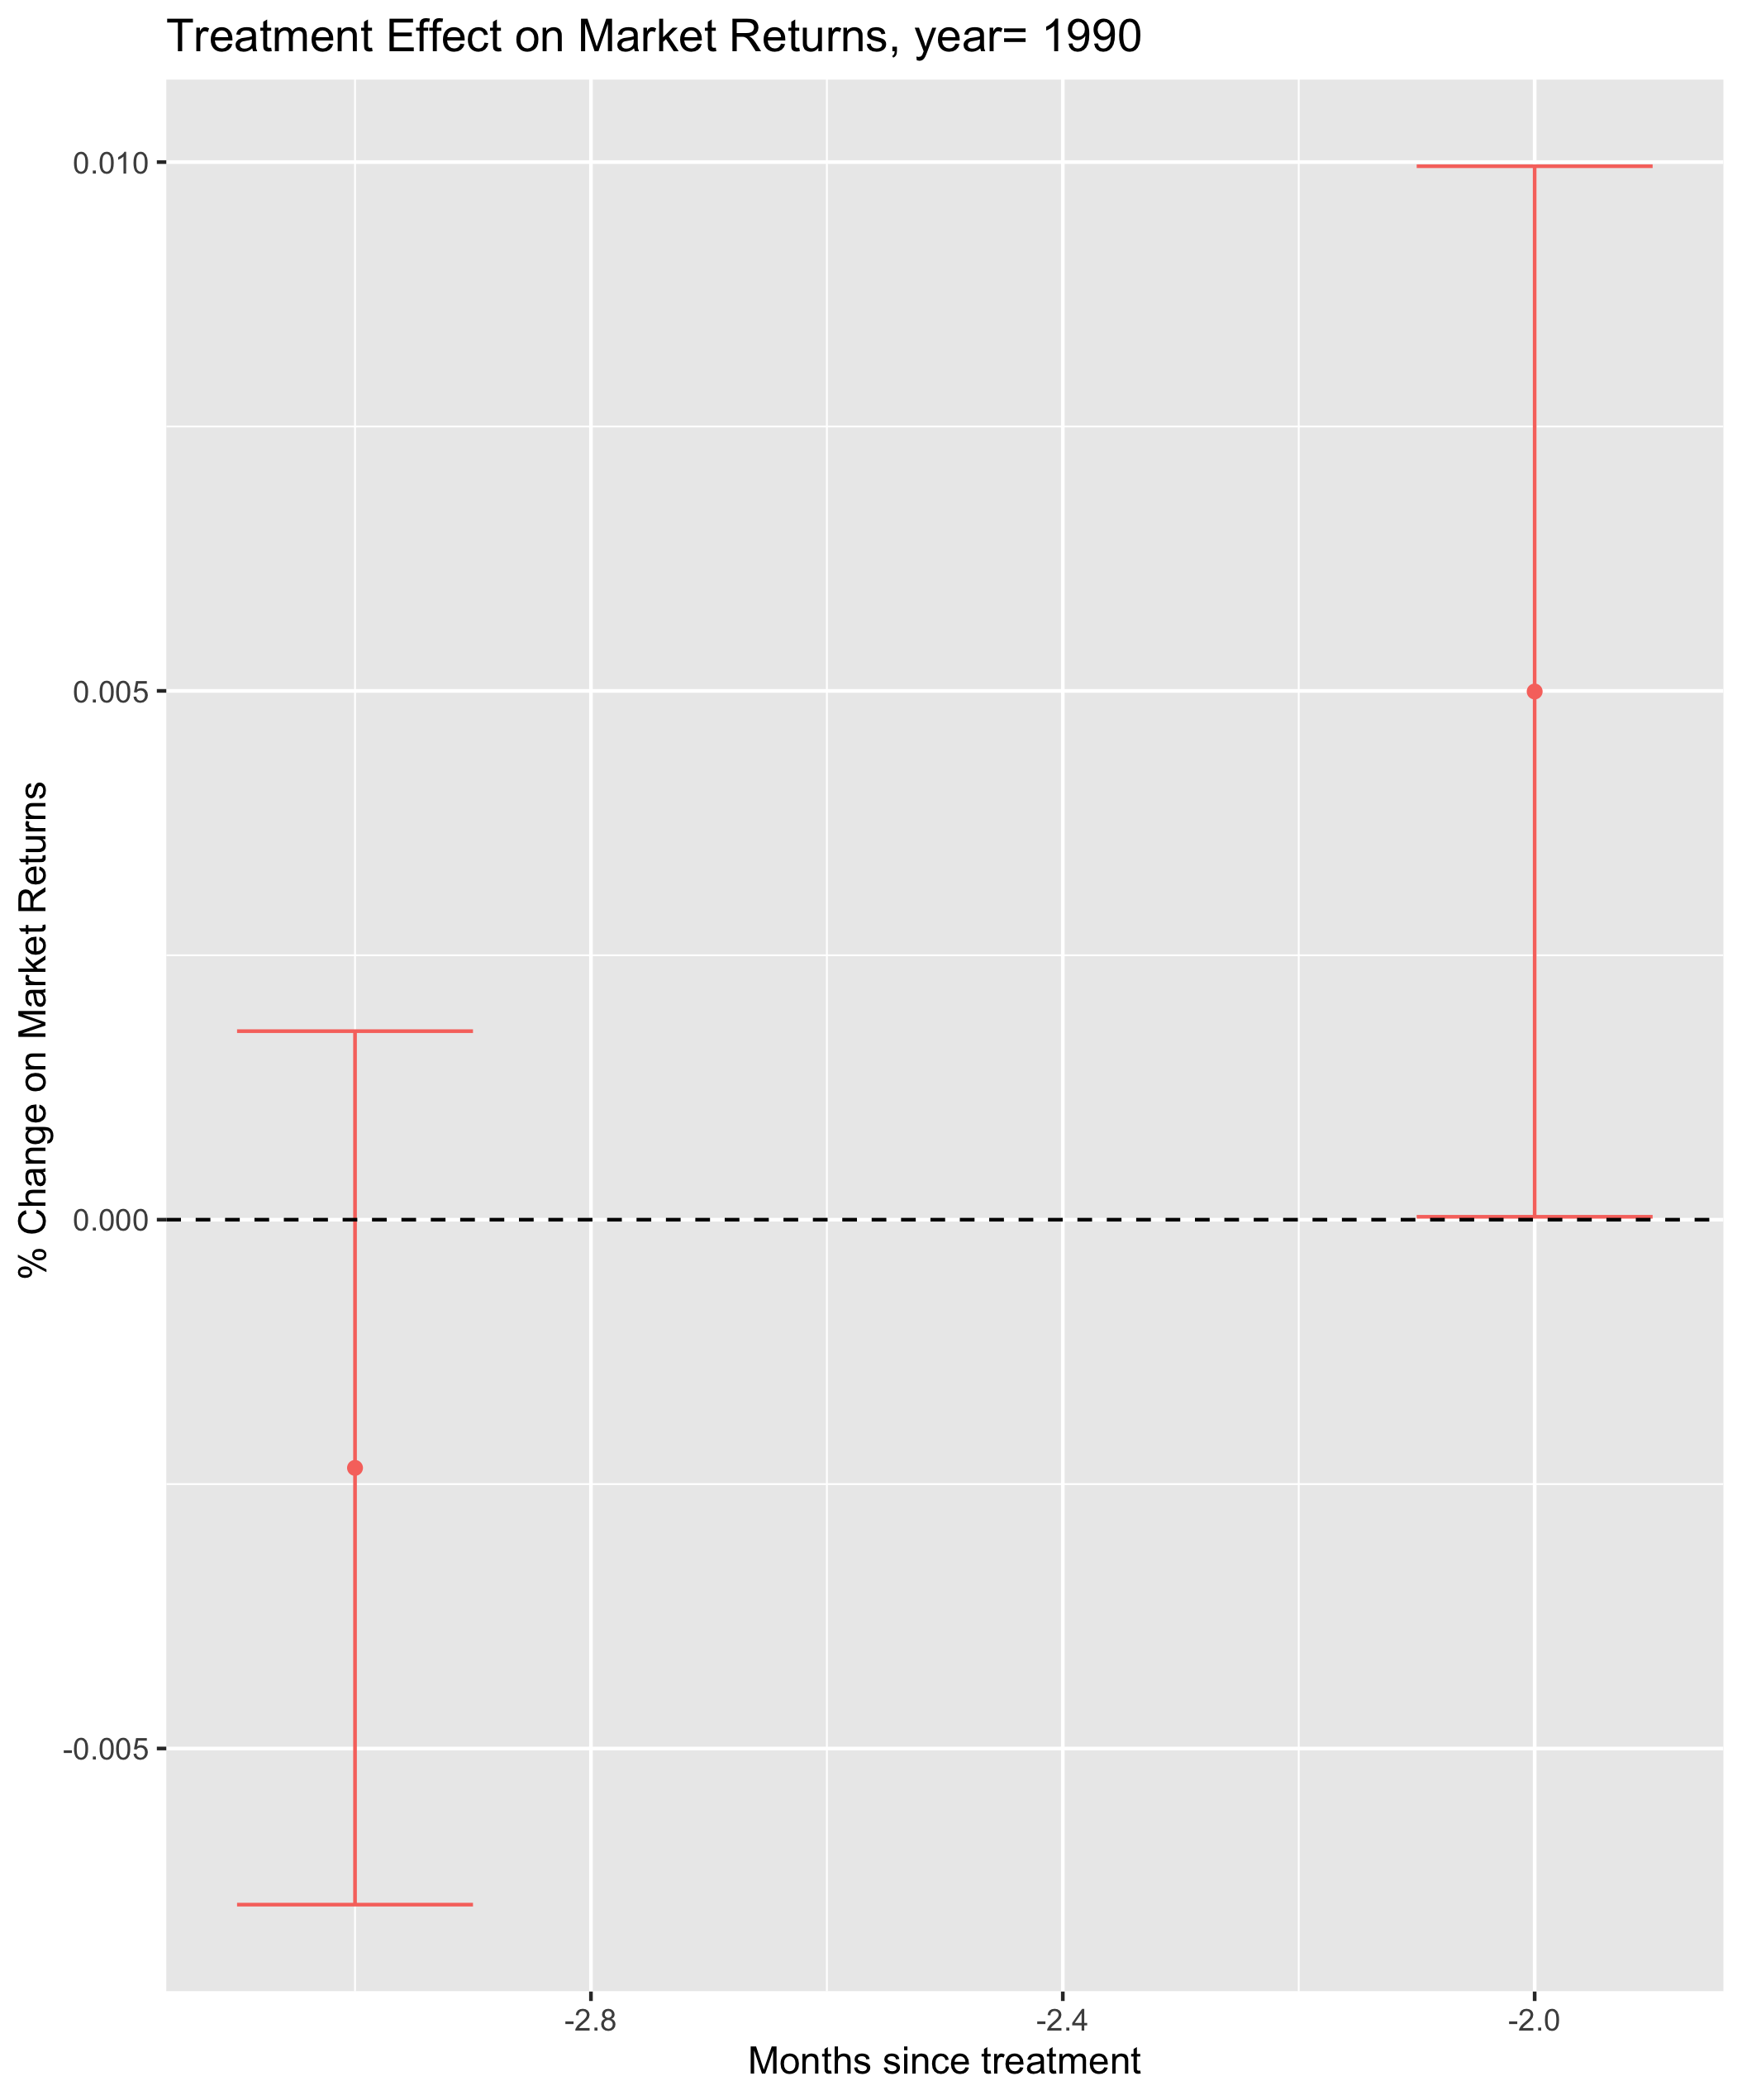 Treatment Effect on Market Returns, year= 1990
0.010
0.005
0.000
-0.005
% Change on Market Returns
-2.8
-2.4
-2.0
Months since treatment